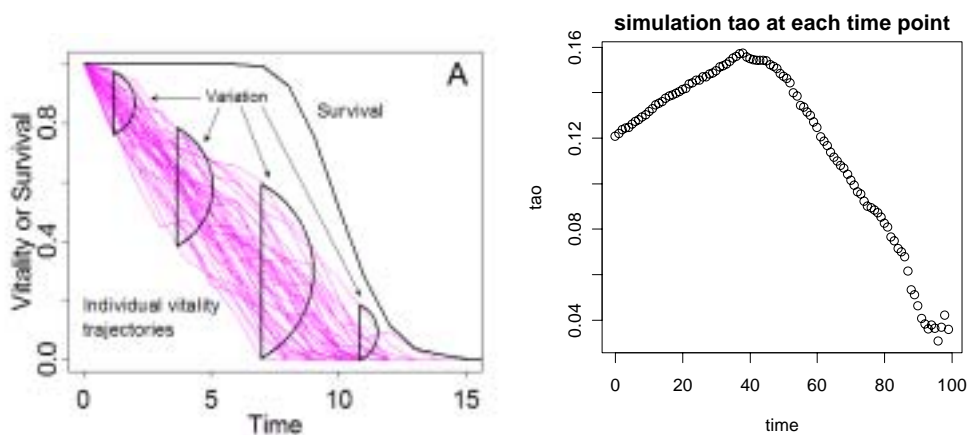 A
Variation
Survival
Individual vitality
trajectories
Vitality or Survival
0.0
0.4
0.8
0
5
10
15
Time
simulation tao at each time point
tao
0.04
0.08
0.12
0.16
0
20
40
60
80
100
time